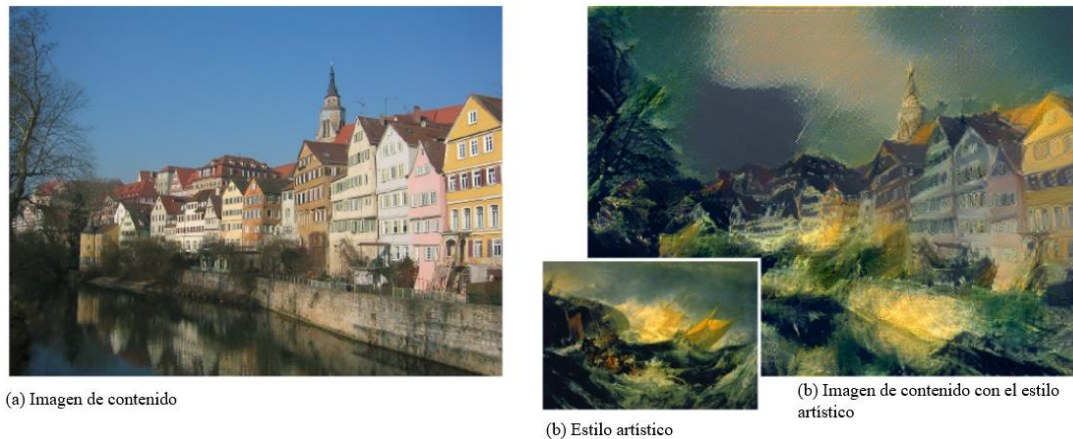 (a) Imagen de contenido
(b) Imagen de contenido con el estilo
artístico
(b) Estilo artístico